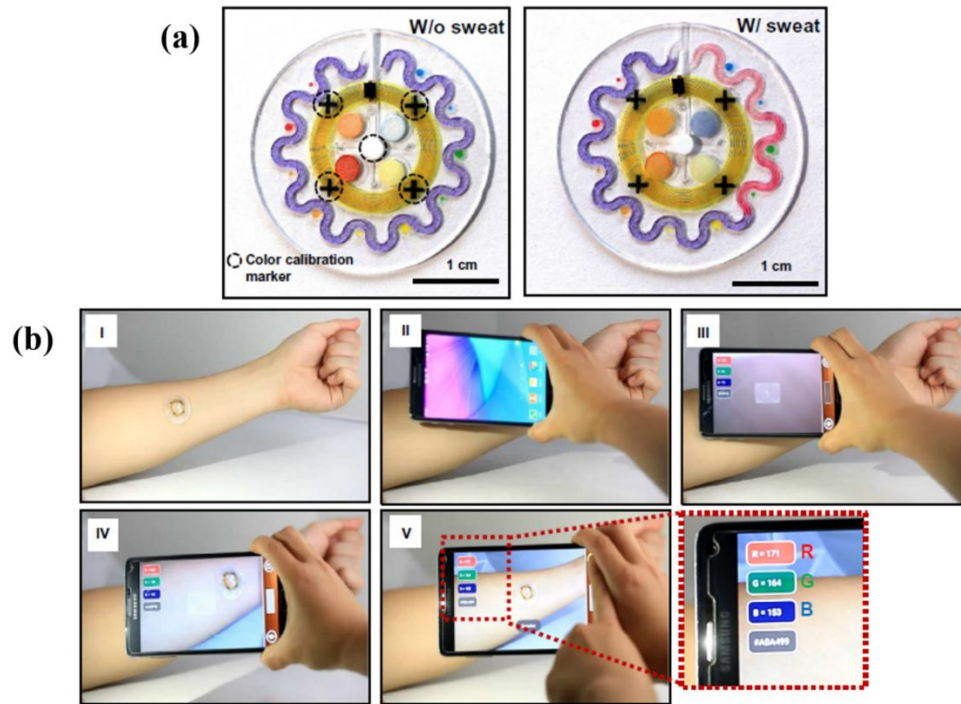 (a)
W/o sweat
W/ sweat
Color calibration
marker
1 cm
1 cm
(b)
I
II
III
IV
V
R = 171
R
G = 164
G
B = 153
B
#ABA499
SAMSUNG